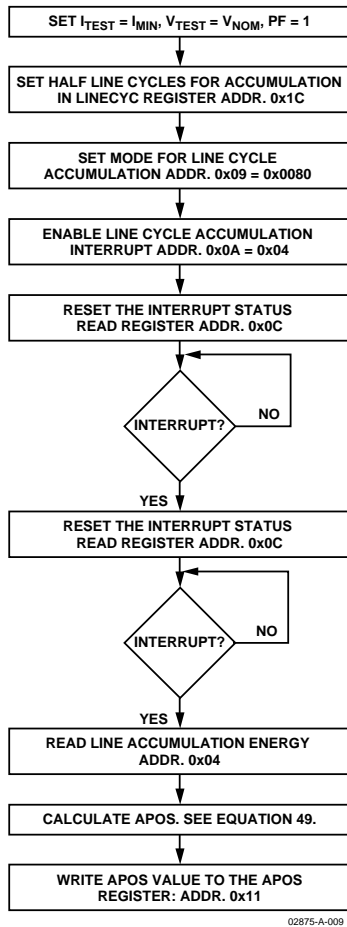 SET I_TEST = I_MIN, V_TEST = V_NOM, PF = 1
SET HALF LINE CYCLES FOR ACCUMULATION
IN LINECYC REGISTER ADDR. 0x1C
SET MODE FOR LINE CYCLE
ACCUMULATION ADDR. 0x09 = 0x0080
ENABLE LINE CYCLE ACCUMULATION
INTERRUPT ADDR. 0x0A = 0x04
RESET THE INTERRUPT STATUS
READ REGISTER ADDR. 0x0C
INTERRUPT?
NO
YES
RESET THE INTERRUPT STATUS
READ REGISTER ADDR. 0x0C
INTERRUPT?
NO
YES
READ LINE ACCUMULATION ENERGY
ADDR. 0x04
CALCULATE APOS. SEE EQUATION 49.
WRITE APOS VALUE TO THE APOS
REGISTER: ADDR. 0x11
02875-A-009